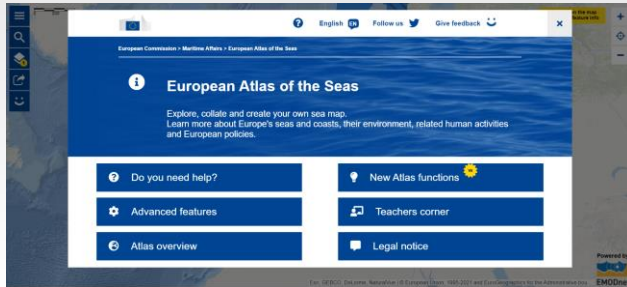 English EN
Follow us
Give feedback
European Commission > Maritime Affairs > European Atlas of the Seas
European Atlas of the Seas
Explore, collate and create your own sea map.
Learn more about Europe's seas and coasts, their environment, related human activities
and European policies.
Do you need help?
New Atlas functions
Advanced features
Teachers corner
Atlas overview
Legal notice
Powered by